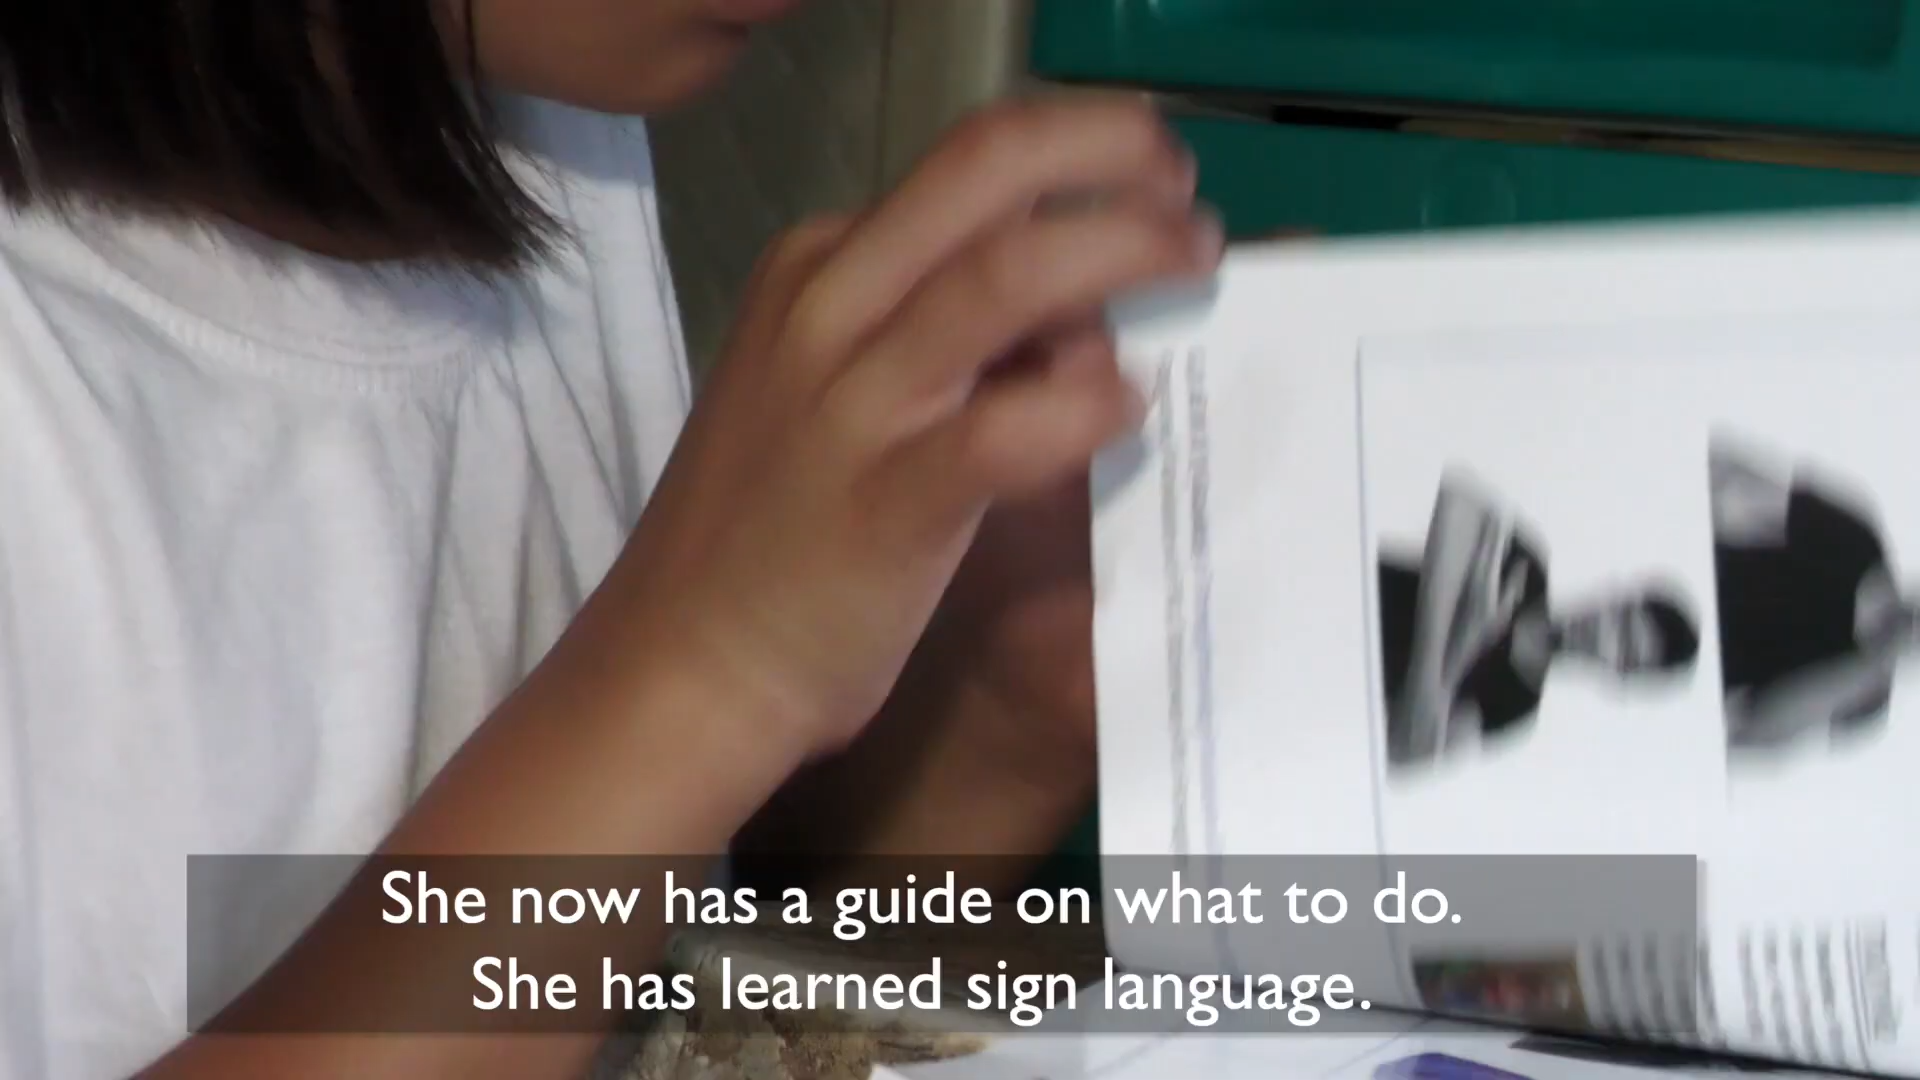 She now has a guide on what to do.
She has learned sign language.